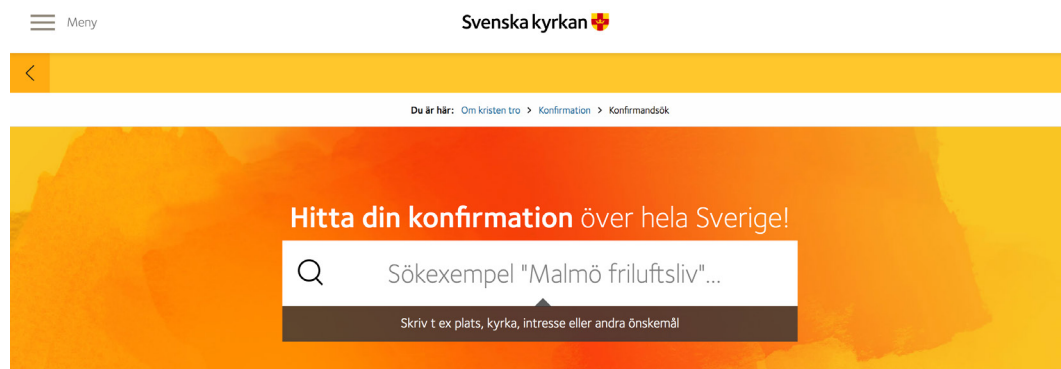 Meny
Svenska kyrkan
Du är här: Om kristen tro > Konfirmation > Konfirmandsök
Hitta din konfirmation över hela Sverige!
Sökexempel "Malmö friluftsliv"...
Skriv t ex plats, kyrka, intresse eller andra önskemål